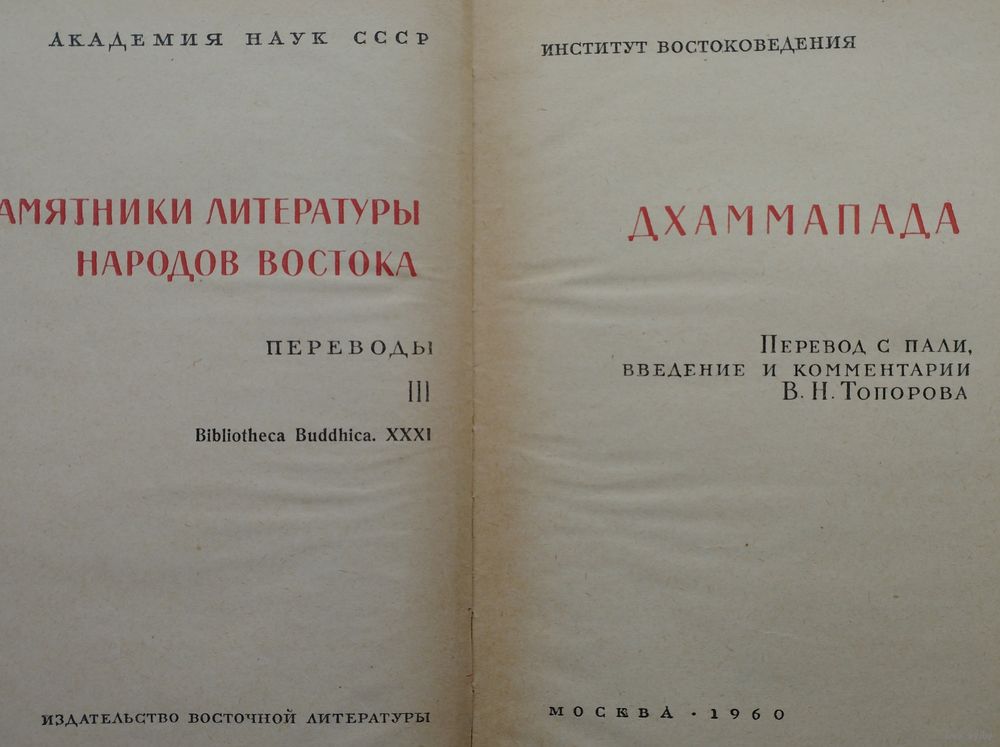 АКАДЕМИЯ НАУК СССР
АМЯТНИКИ ЛИТЕРАТУРЫ
НАРОДОВ ВОСТОКА
ПЕРЕВОДЫ
III
Bibliotheca Buddhica. XXXI
ИЗДАТЕЛЬСТВО ВОСТОЧНОЙ ЛИТЕРАТУРЫ
ИНСТИТУТ ВОСТОКОВЕДЕНИЯ
ДХАММАПАДА
ПЕРЕВОД С ПАЛИ,
ВВЕДЕНИЕ И КОММЕНТАРИИ
В. Н. ТОПОРОВА
МОСКВА · 1960